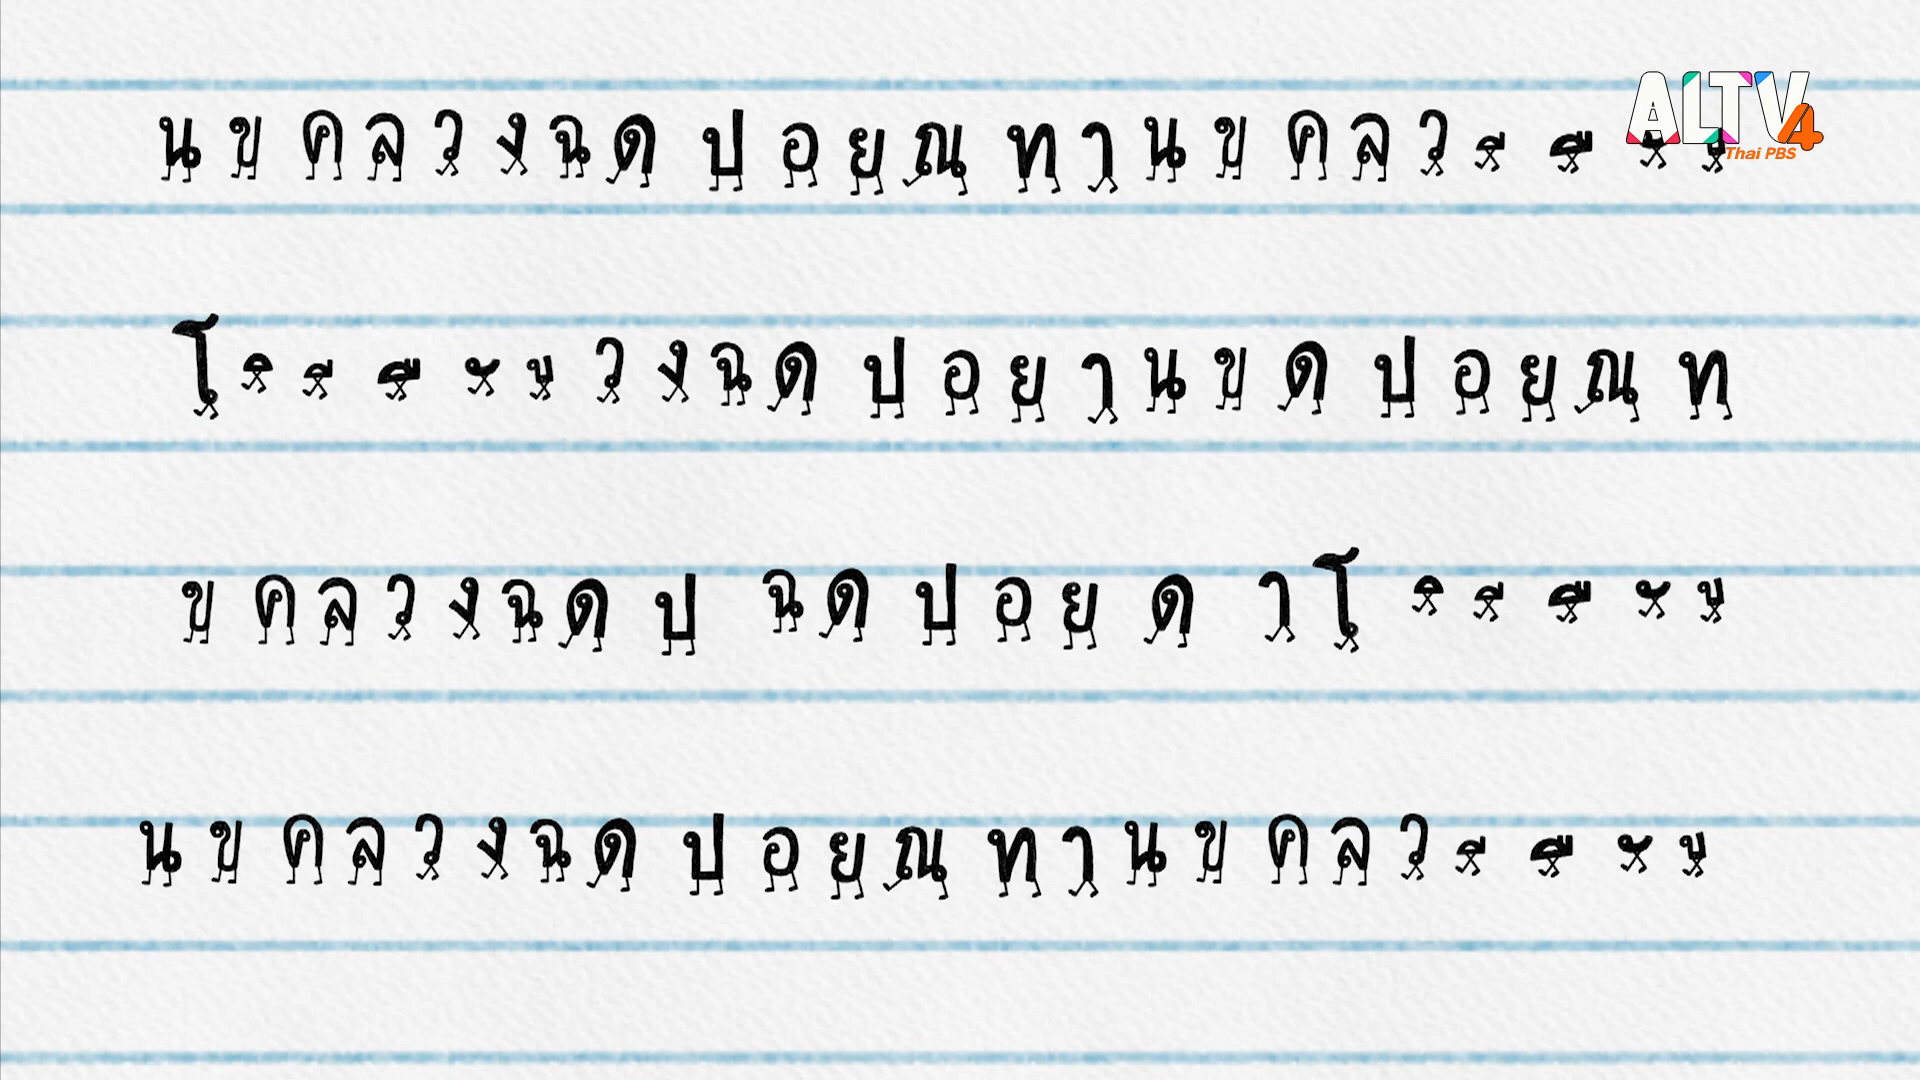 น ข ค ล ว ง ฉ ด ป อ ย ณ ท า น ข ค ล ว ี ื ั ุ
โ ิ ี ื ั ุ ว ง ฉ ด ป อ ย า น ข ด ป อ ย ณ ท
ข ค ล ว ง ฉ ด ป ฉ ด ป อ ย ด า โ ิ ี ื ั ุ
น ข ค ล ว ง ฉ ด ป อ ย ณ ท า น ข ค ล ว ี ื ั ุ
ALTV4
Thai PBS